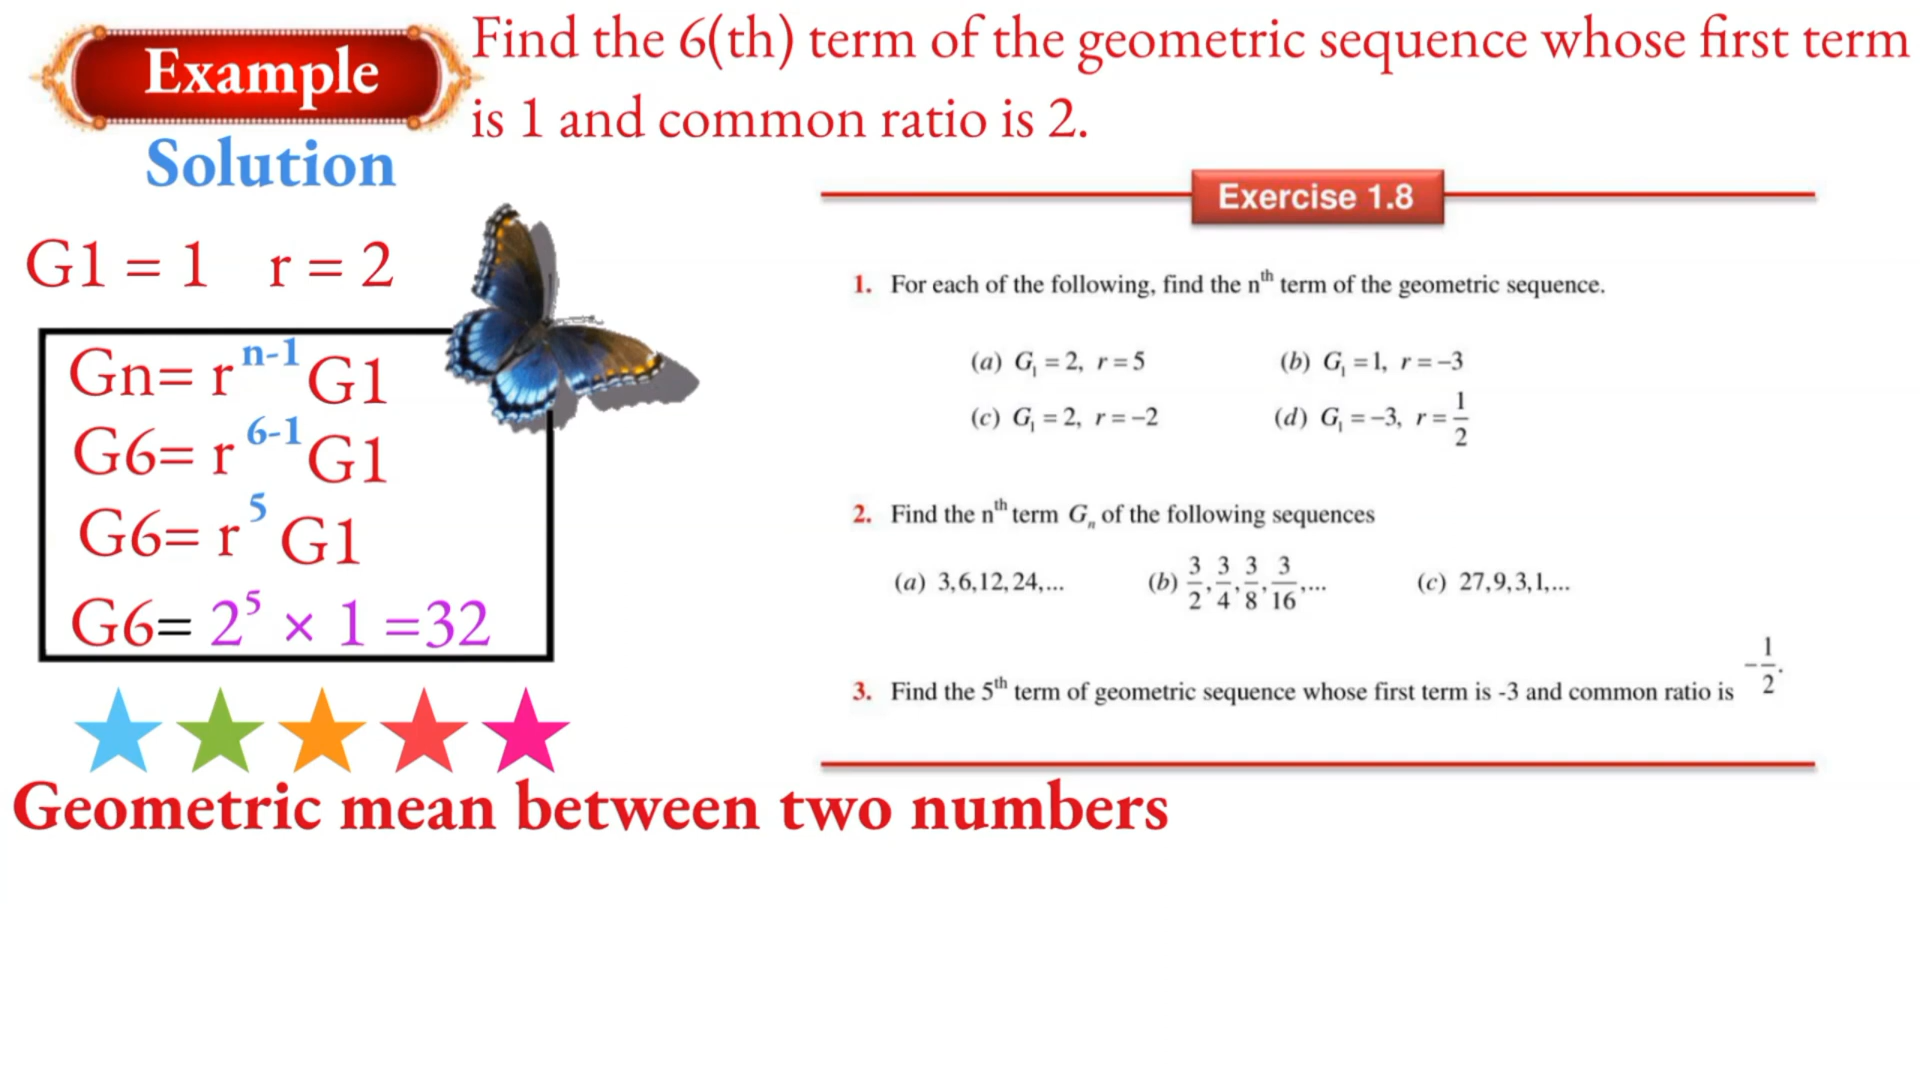 Example
Find the 6(th) term of the geometric sequence whose first term
is 1 and common ratio is 2.
Solution
G1 = 1 r = 2
Gn= r^{n-1} G1
G6= r^{6-1} G1
G6= r^5 G1
G6= 2^5 × 1 =32
Exercise 1.8
1. For each of the following, find the n^{th} term of the geometric sequence.
(a) G_1 = 2, r = 5 (b) G_1 = 1, r = −3
(c) G_1 = 2, r = −2 (d) G_1 = −3, r = 1/2
2. Find the n^{th} term G_n of the following sequences
(a) 3,6,12,24,... (b) 3/2, 3/4, 3/8, 3/16,... (c) 27,9,3,1,...
3. Find the 5^{th} term of geometric sequence whose first term is -3 and common ratio is −1/2.
Geometric mean between two numbers